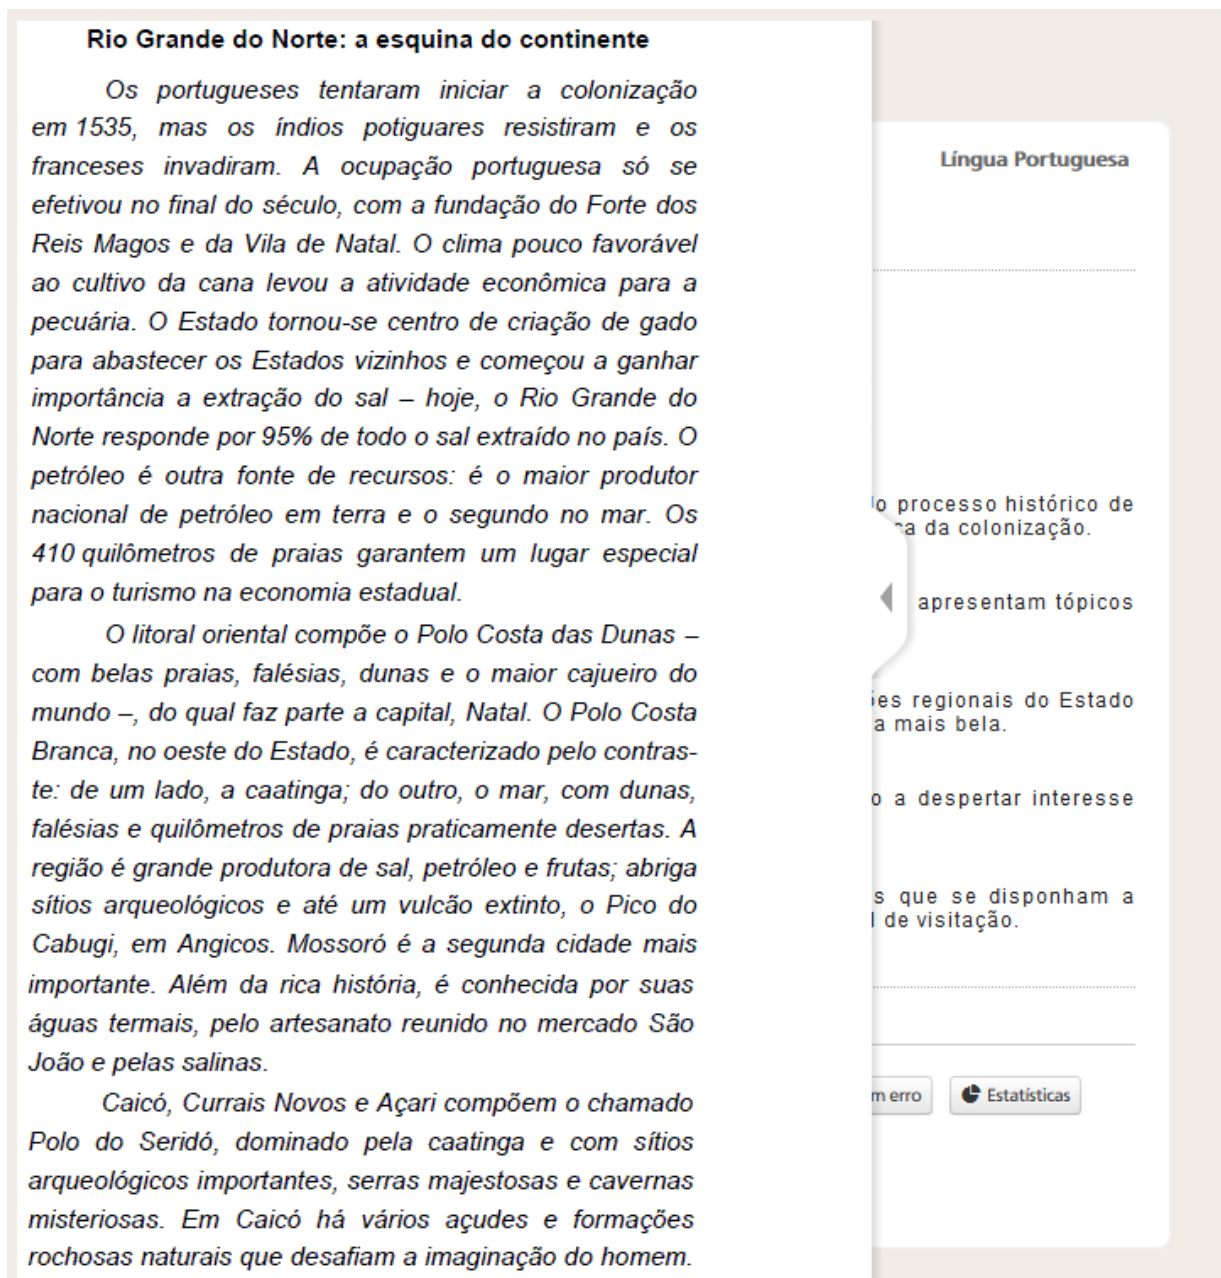 Rio Grande do Norte: a esquina do continente
Os portugueses tentaram iniciar a colonização
em 1535, mas os índios potiguares resistiram e os
franceses invadiram. A ocupação portuguesa só se
efetivou no final do século, com a fundação do Forte dos
Reis Magos e da Vila de Natal. O clima pouco favorável
ao cultivo da cana levou a atividade econômica para a
pecuária. O Estado tornou-se centro de criação de gado
para abastecer os Estados vizinhos e começou a ganhar
importância a extração do sal – hoje, o Rio Grande do
Norte responde por 95% de todo o sal extraído no país. O
petróleo é outra fonte de recursos: é o maior produtor
nacional de petróleo em terra e o segundo no mar. Os
410 quilômetros de praias garantem um lugar especial
para o turismo na economia estadual.
O litoral oriental compõe o Polo Costa das Dunas –
com belas praias, falésias, dunas e o maior cajueiro do
mundo –, do qual faz parte a capital, Natal. O Polo Costa
Branca, no oeste do Estado, é caracterizado pelo contras-
te: de um lado, a caatinga; do outro, o mar, com dunas,
falésias e quilômetros de praias praticamente desertas. A
região é grande produtora de sal, petróleo e frutas; abriga
sítios arqueológicos e até um vulcão extinto, o Pico do
Cabugi, em Angicos. Mossoró é a segunda cidade mais
importante. Além da rica história, é conhecida por suas
águas termais, pelo artesanato reunido no mercado São
João e pelas salinas.
Caicó, Currais Novos e Açari compõem o chamado
Polo do Seridó, dominado pela caatinga e com sítios
arqueológicos importantes, serras majestosas e cavernas
misteriosas. Em Caicó há vários açudes e formações
rochosas naturais que desafiam a imaginação do homem.
Língua Portuguesa
processo histórico de
da colonização.
apresentam tópicos
regionais do Estado
a mais bela.
o a despertar interesse
s que se disponham a
de visitação.
m erro
Estatísticas